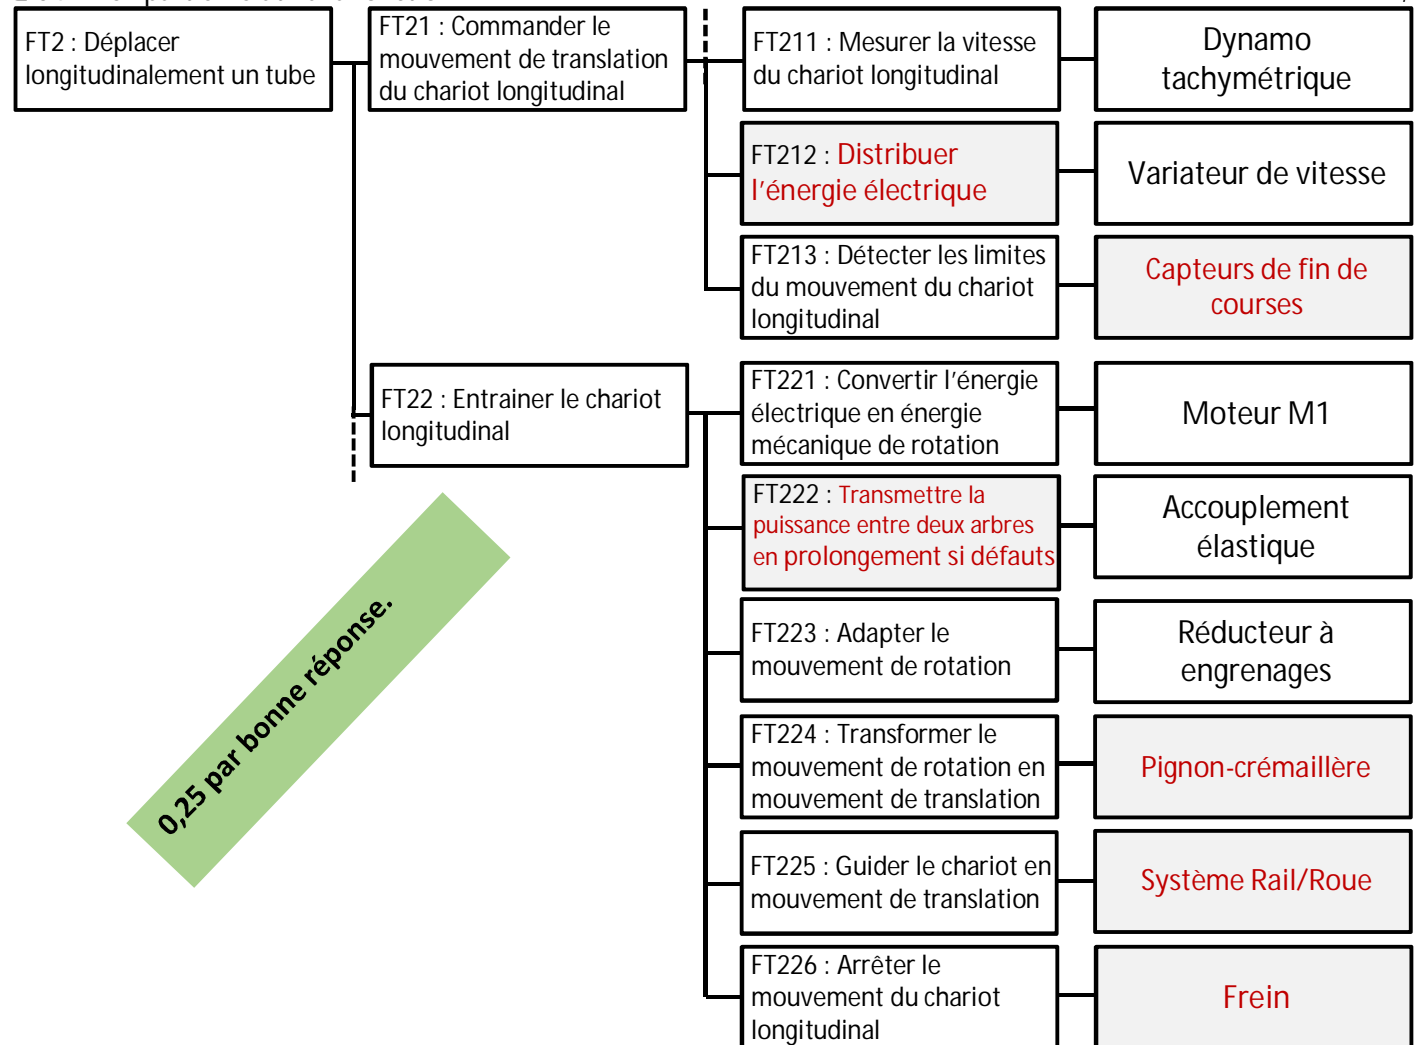 FT2 : Déplacer
longitudinalement un tube
FT21 : Commander le
mouvement de translation
du chariot longitudinal
FT211 : Mesurer la vitesse
du chariot longitudinal
Dynamo
tachymétrique
FT212 : Distribuer
l’énergie électrique
Variateur de vitesse
FT213 : Détecter les limites
du mouvement du chariot
longitudinal
Capteurs de fin de
courses
FT22 : Entrainer le chariot
longitudinal
FT221 : Convertir l’énergie
électrique en énergie
mécanique de rotation
Moteur M1
FT222 : Transmettre la
puissance entre deux arbres
en prolongement si défauts
Accouplement
élastique
FT223 : Adapter le
mouvement de rotation
Réducteur à
engrenages
FT224 : Transformer le
mouvement de rotation en
mouvement de translation
Pignon-crémaillère
FT225 : Guider le chariot en
mouvement de translation
Système Rail/Roue
FT226 : Arrêter le
mouvement du chariot
longitudinal
Frein
0,25 par bonne réponse.